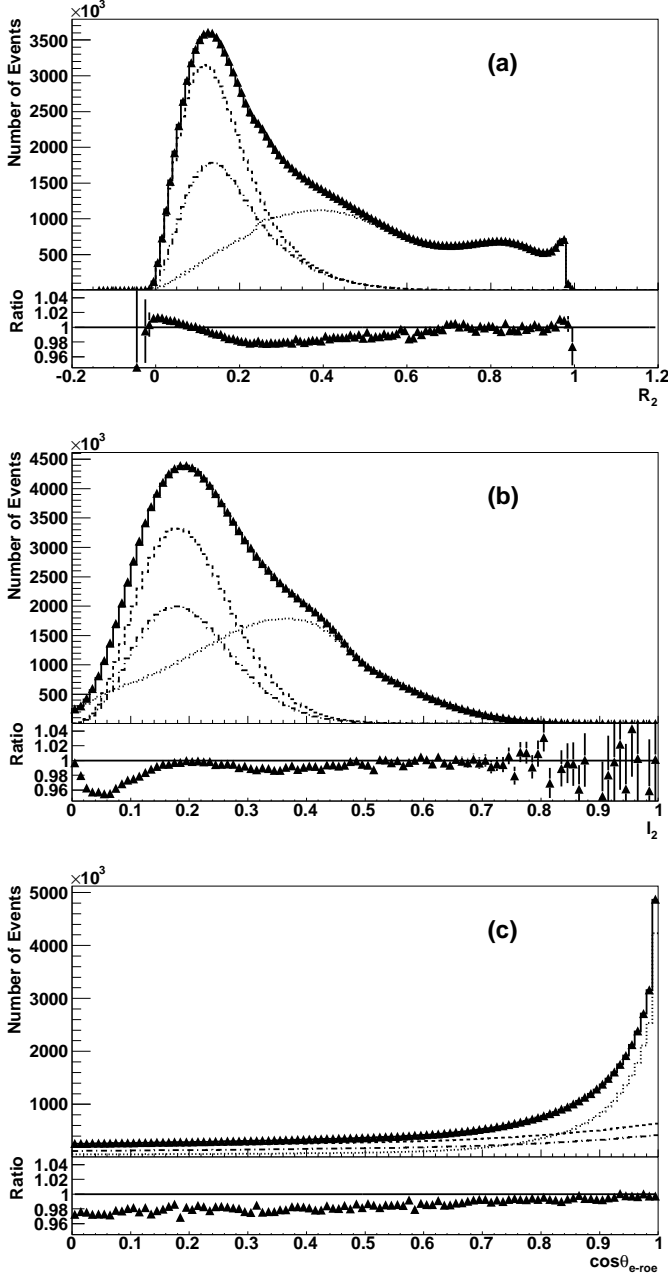 ×10³
3500
3000
2500
2000
1500
1000
500
Number of Events
(a)
1.04
1.02
1
0.98
0.96
Ratio
-0.2 0 0.2 0.4 0.6 0.8 1 1.2
R₂
×10³
4500
4000
3500
3000
2500
2000
1500
1000
500
Number of Events
(b)
1.04
1.02
1
0.98
0.96
Ratio
0 0.1 0.2 0.3 0.4 0.5 0.6 0.7 0.8 0.9 1
l₂
×10³
5000
4000
3000
2000
1000
Number of Events
(c)
1.04
1.02
1
0.98
0.96
Ratio
0 0.1 0.2 0.3 0.4 0.5 0.6 0.7 0.8 0.9 1
cosθe-roe